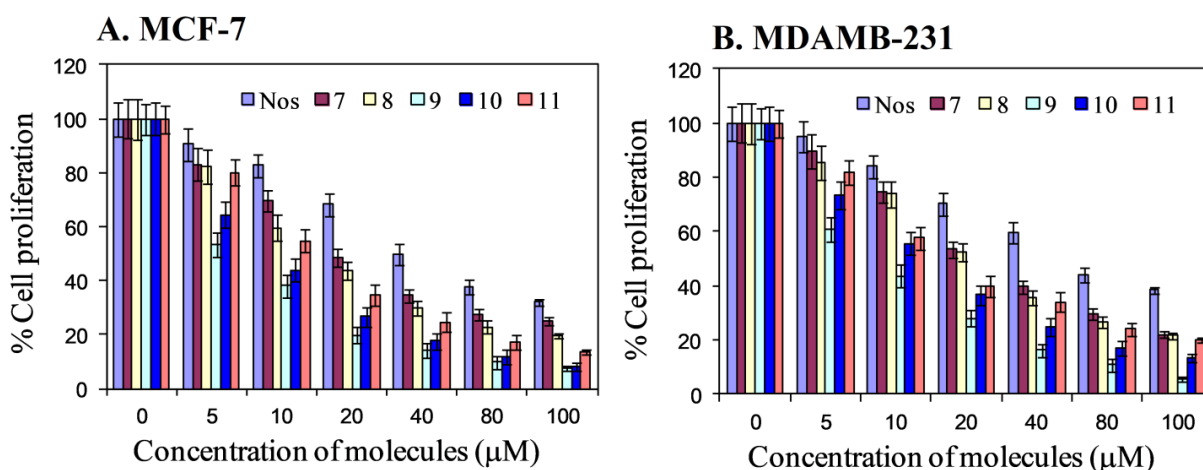 A. MCF-7
120
100
80
60
40
20
0
% Cell proliferation
Nos 7 8 9 10 11
0 5 10 20 40 80 100
Concentration of molecules (μM)
B. MDAMB-231
120
100
80
60
40
20
0
% Cell proliferation
Nos 7 8 9 10 11
0 5 10 20 40 80 100
Concentration of molecules (μM)